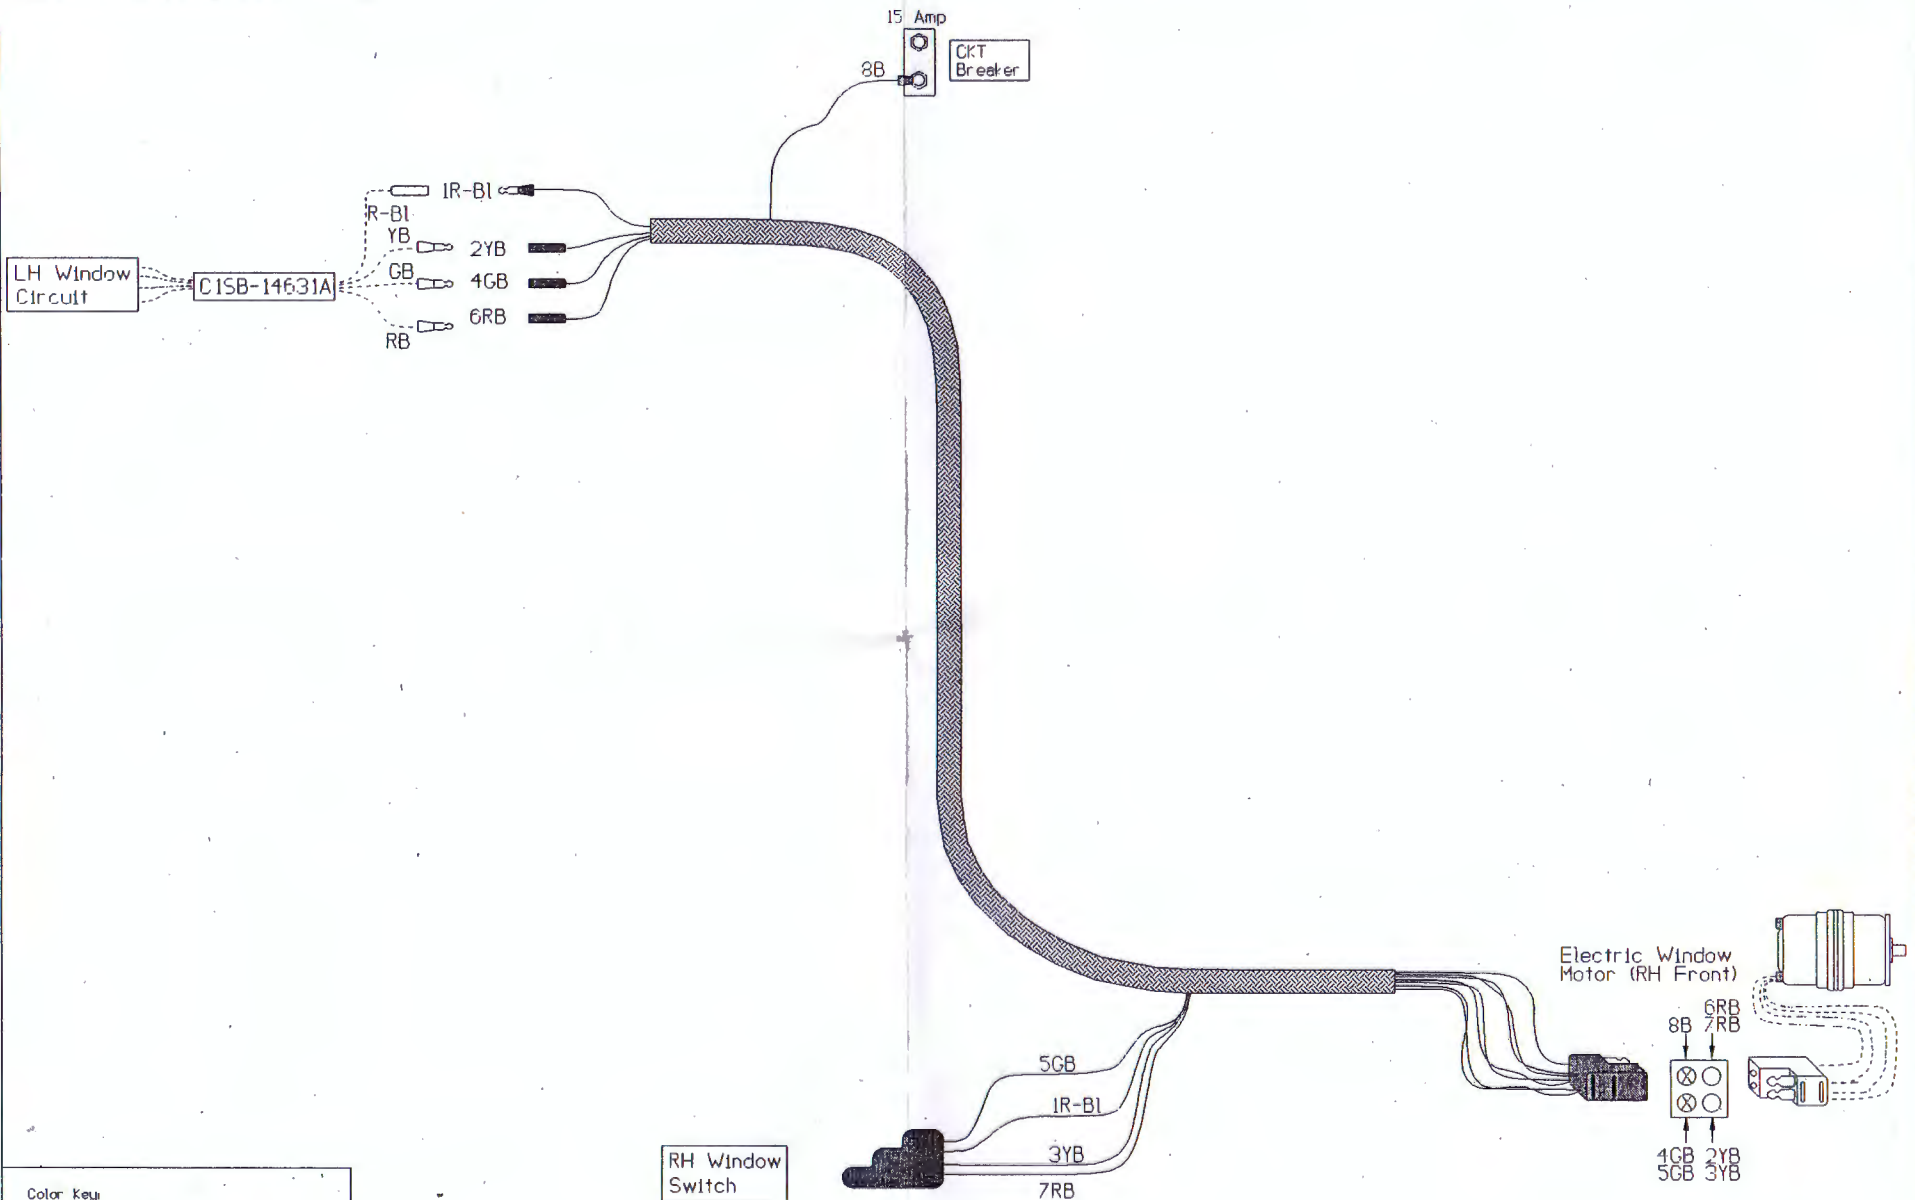 15 Amp
CKT
Breaker
8B
1R-Bl
R-Bl
YB
2YB
GB
4GB
6RB
RB
LH Window
Circuit
C1SB-14631A
Electric Window
Motor (RH Front)
6RB
8B 7RB
4GB 2YB
5GB 3YB
5GB
1R-Bl
3YB
7RB
RH Window
Switch
Color Key: